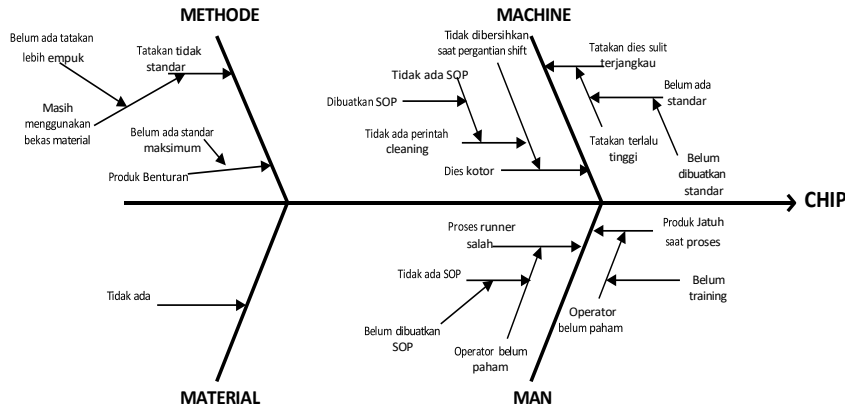 METHODE
MACHINE
Belum ada tatakan
lebih empuk
Tatakan tidak
standar
Masih
menggunakan
bekas material
Belum ada standar
maksimum
Produk Benturan
Tidak dibersihkan
saat pergantian shift
Tidak ada SOP
Dibuatkan SOP
Tidak ada perintah
cleaning
Dies kotor
Tatakan dies sulit
terjangkau
Belum ada
standar
Tatakan terlalu
tinggi
Belum
dibuatkan
standar
CHIP
Tidak ada
Proses runner
salah
Tidak ada SOP
Belum dibuatkan
SOP
Operator belum
paham
Produk Jatuh
saat proses
Belum
training
Operator
belum paham
MATERIAL
MAN